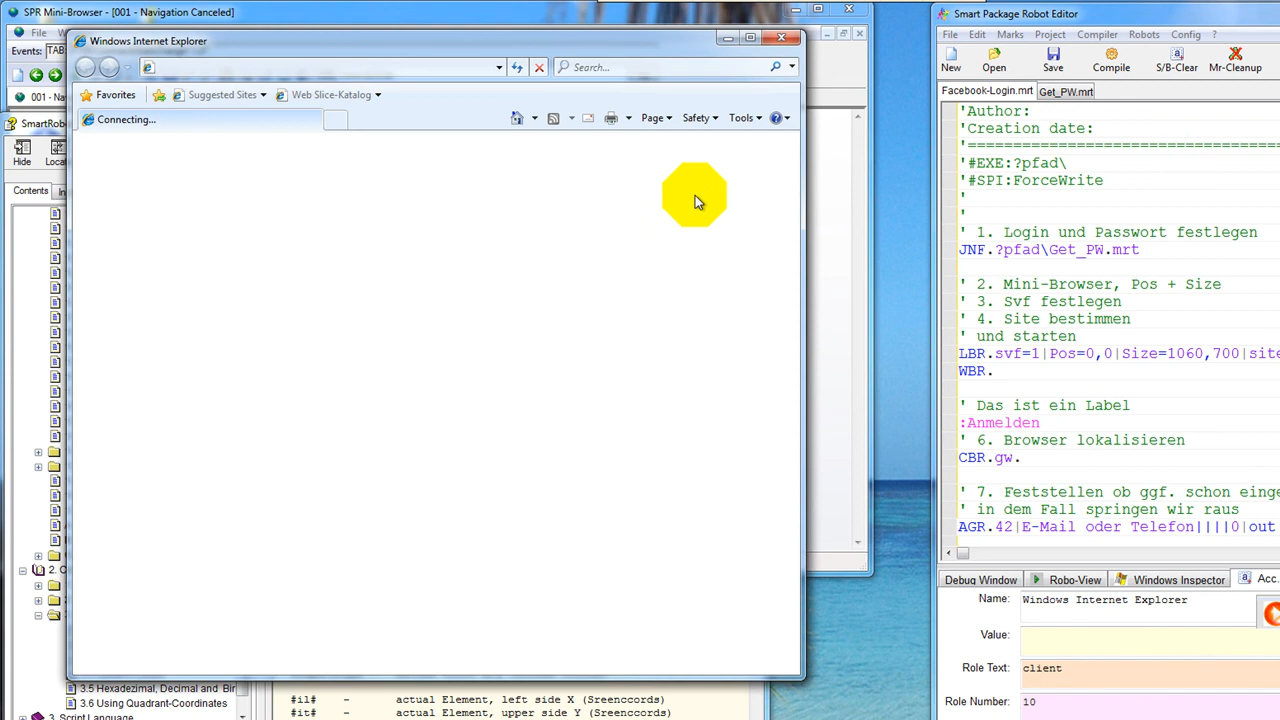 SPR Mini-Browser - [001 - Navigation Canceled]
File
Events: TAB
001 - Nav
SmartRob
Hide
Locat
Contents
In
2. C
3.5 Hexadezimal, Decimal and Bir
3.6 Using Quadrant-Coordinates
3. Script Language
Windows Internet Explorer
Search...
Favorites
Suggested Sites
Web Slice-Katalog
Connecting...
Page
Safety
Tools
#il# - actual Element, left side X (Sreenccords)
#it# - actual Element, upper side Y (Sreenccords)
Smart Package Robot Editor
File Edit Marks Project Compiler Robots Config ?
New Open Save Compile S/B-Clear Mr-Cleanup
Facebook-Login.mrt Get_PW.mrt
'Author:
'Creation date:
'=====================================
'#EXE:?pfad\
'#SPI:ForceWrite
'
'
' 1. Login und Passwort festlegen
JNF.?pfad\Get_PW.mrt
' 2. Mini-Browser, Pos + Size
' 3. Svf festlegen
' 4. Site bestimmen
' und starten
LBR.svf=1|Pos=0,0|Size=1060,700|site
WBR.
' Das ist ein Label
:Anmelden
' 6. Browser lokalisieren
CBR.gw.
' 7. Feststellen ob ggf. schon einge
' in dem Fall springen wir raus
AGR.42|E-Mail oder Telefon||||0|out
Debug Window Robo-View Windows Inspector Acc.
Name: Windows Internet Explorer
Value:
Role Text: client
Role Number: 10